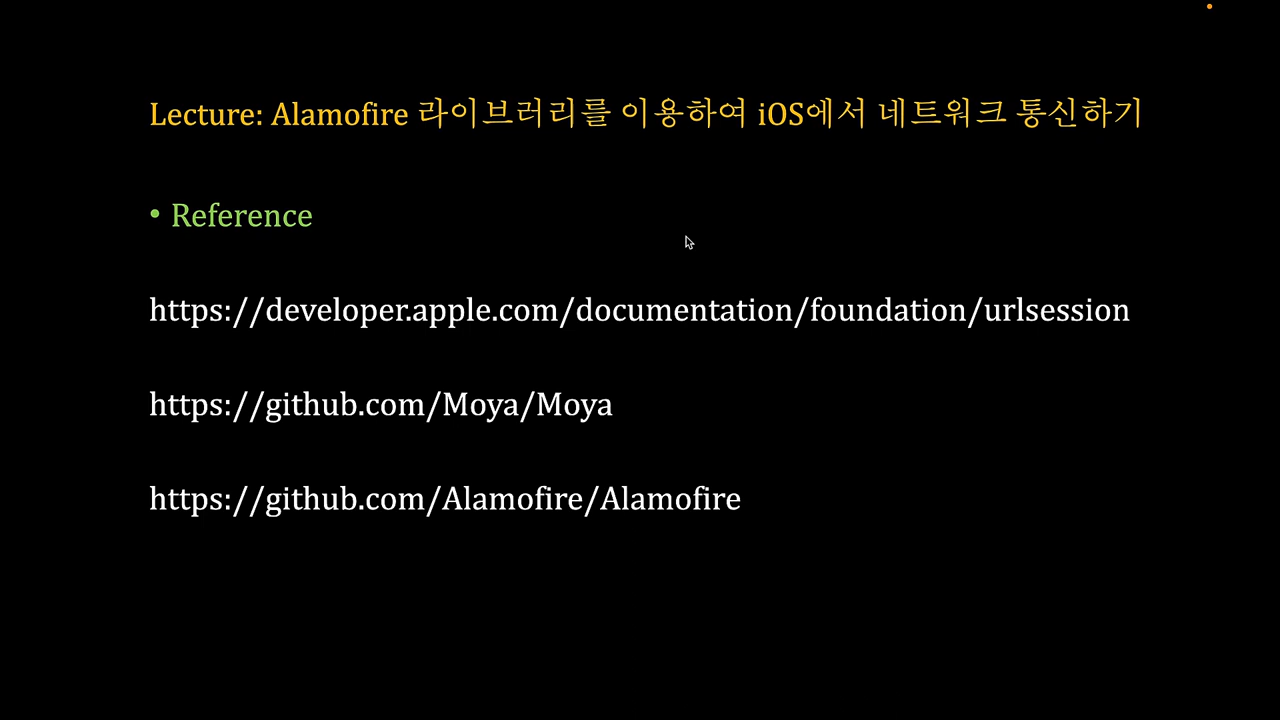 Lecture: Alamofire 라이브러리를 이용하여 iOS에서 네트워크 통신하기
• Reference
https://developer.apple.com/documentation/foundation/urlsession
https://github.com/Moya/Moya
https://github.com/Alamofire/Alamofire